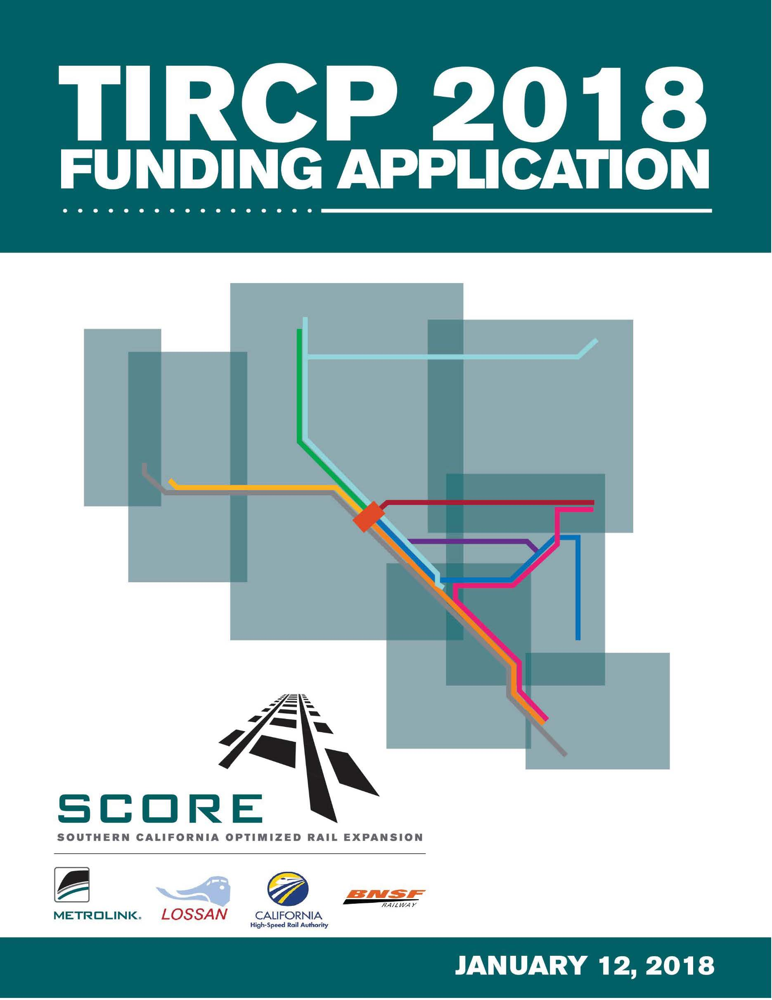 TIRCP 2018
FUNDING APPLICATION
SCORE
SOUTHERN CALIFORNIA OPTIMIZED RAIL EXPANSION
METROLINK®
LOSSAN
CALIFORNIA
High-Speed Rail Authority
BNSF
RAILWAY
JANUARY 12, 2018